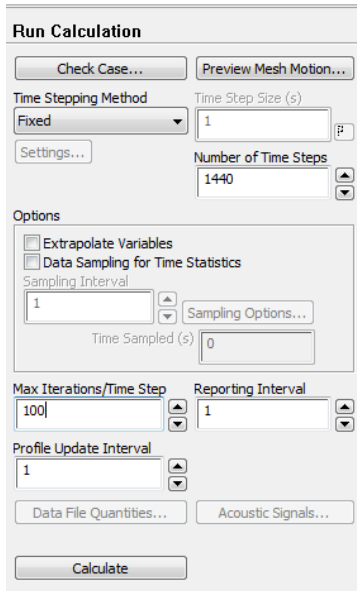 Run Calculation
Check Case...
Preview Mesh Motion...
Time Stepping Method
Time Step Size (s)
Fixed
1
P
Settings...
Number of Time Steps
1440
Options
Extrapolate Variables
Data Sampling for Time Statistics
Sampling Interval
1
Sampling Options...
Time Sampled (s)
0
Max Iterations/Time Step
Reporting Interval
100
1
Profile Update Interval
1
Data File Quantities...
Acoustic Signals...
Calculate